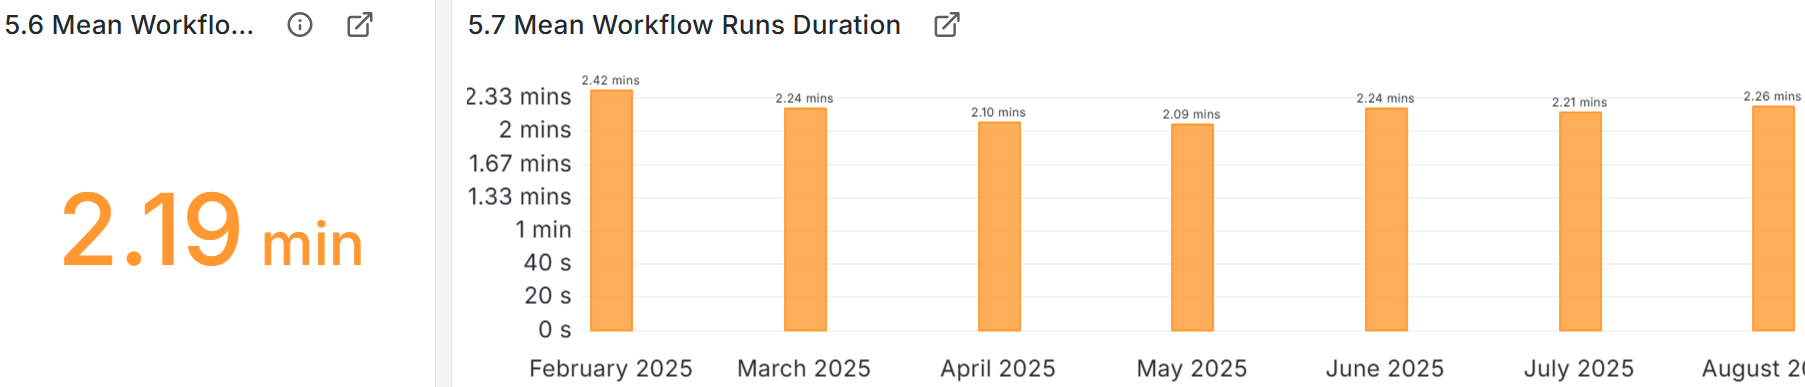 5.6 Mean Workflo...
2.19 min
5.7 Mean Workflow Runs Duration
2.33 mins
2 mins
1.67 mins
1.33 mins
1 min
40 s
20 s
0 s
2.42 mins
2.24 mins
2.10 mins
2.09 mins
2.24 mins
2.21 mins
2.26 mins
February 2025
March 2025
April 2025
May 2025
June 2025
July 2025
August 20